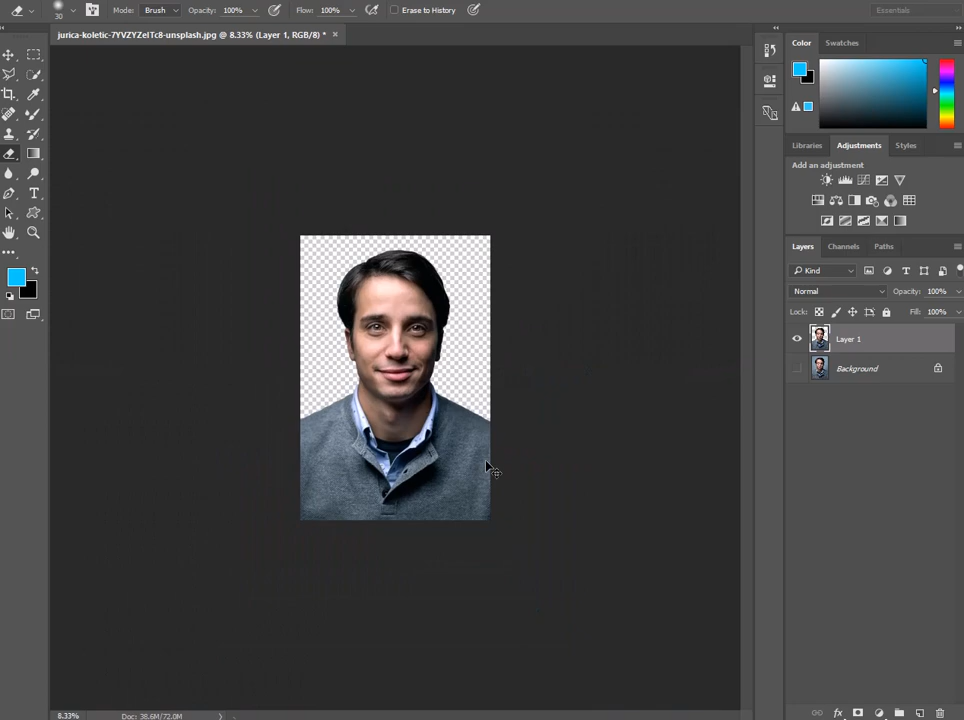 30 Mode: Brush Opacity: 100% Flow: 100% Erase to History Essentials
jurica-koletic-7YVZYZeITc8-unsplash.jpg @ 8.33% (Layer 1, RGB/8) *
Color Swatches
Libraries Adjustments Styles
Add an adjustment
Layers Channels Paths
Kind
Normal Opacity: 100%
Lock: Fill: 100%
Layer 1
Background
fx
8.33% Doc: 38.6M/72.0M